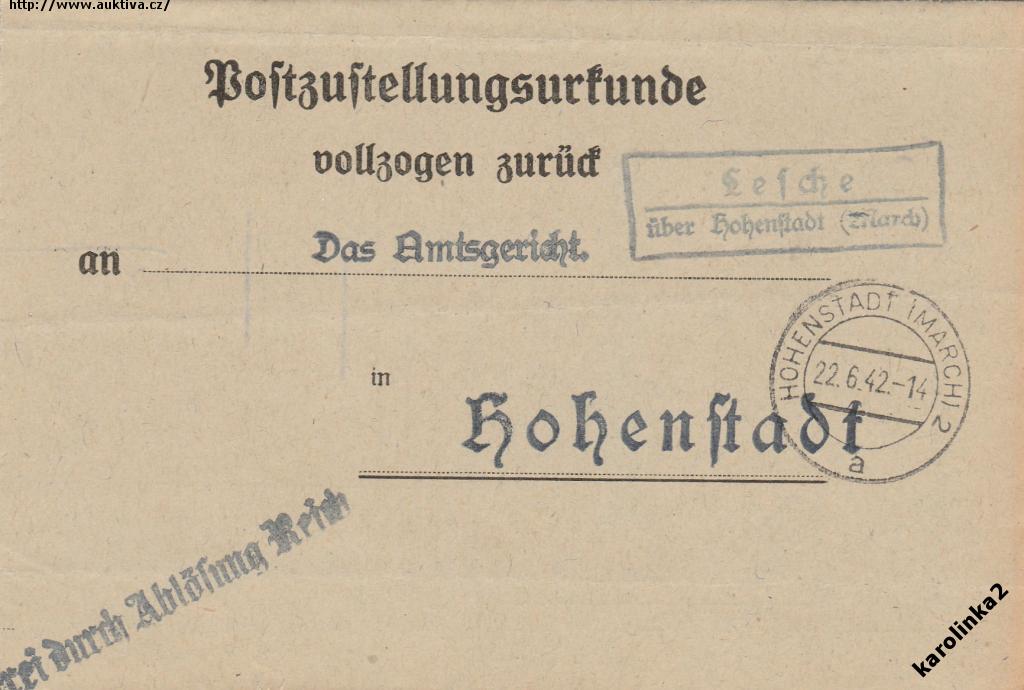 http://www.auktiva.cz/
Postzustellungsurkunde
vollzogen zurück
Lesche
über Hohenstadt (March)
an Das Amtsgericht.
HOHENSTADT (MARCH) 2
22.6.42.-14
a
in
Hohenstadt
frei durch Ablösung Reich
karolinka2